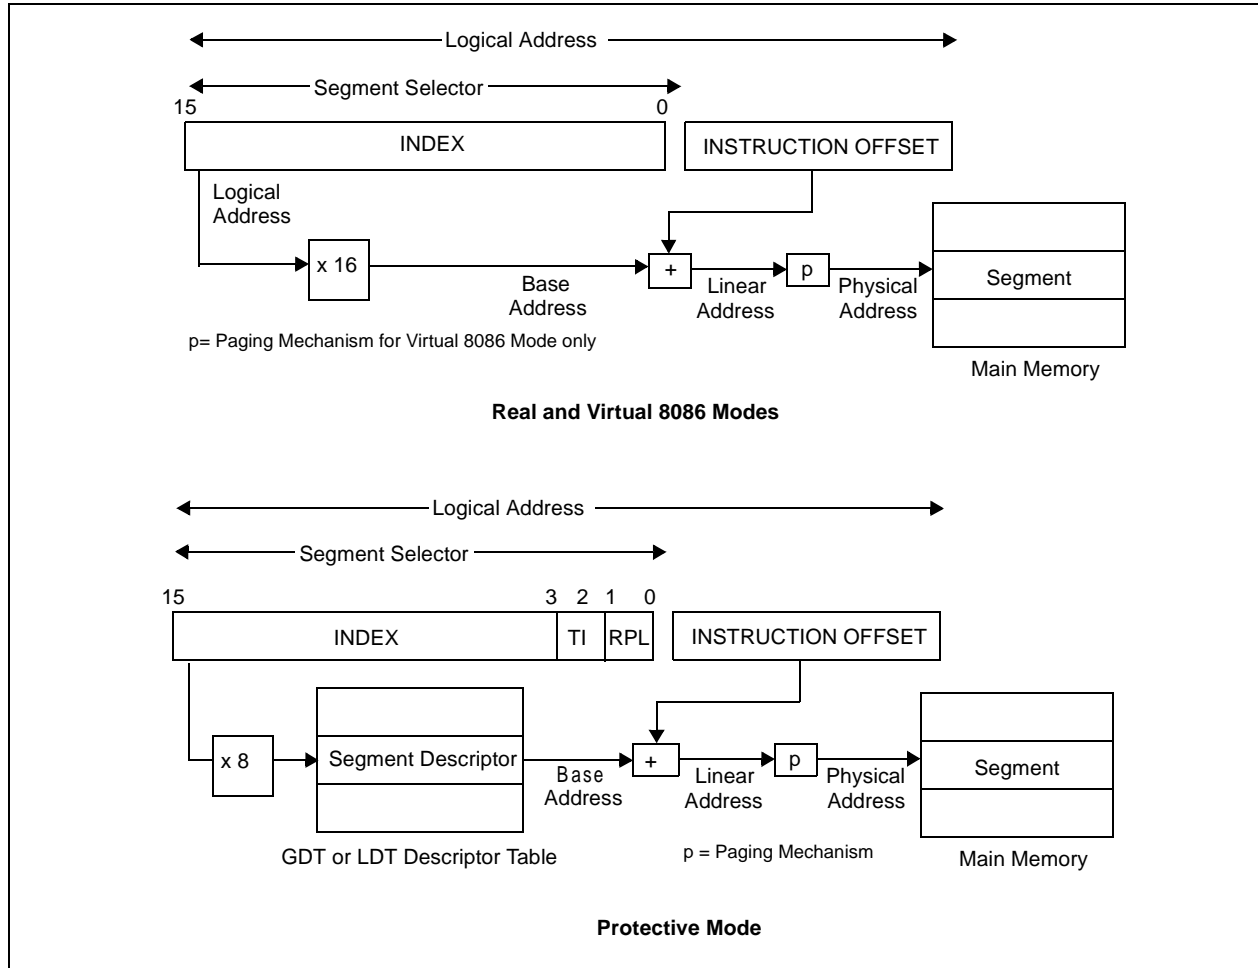 Logical Address
Segment Selector
15 0
INDEX
INSTRUCTION OFFSET
Logical
Address
x 16
Base
Address
+
Linear
Address
p
Physical
Address
Segment
Main Memory
p= Paging Mechanism for Virtual 8086 Mode only
Real and Virtual 8086 Modes
Logical Address
Segment Selector
15 3 2 1 0
INDEX
TI
RPL
INSTRUCTION OFFSET
x 8
Segment Descriptor
GDT or LDT Descriptor Table
Base
Address
+
Linear
Address
p
Physical
Address
Segment
Main Memory
p = Paging Mechanism
Protective Mode